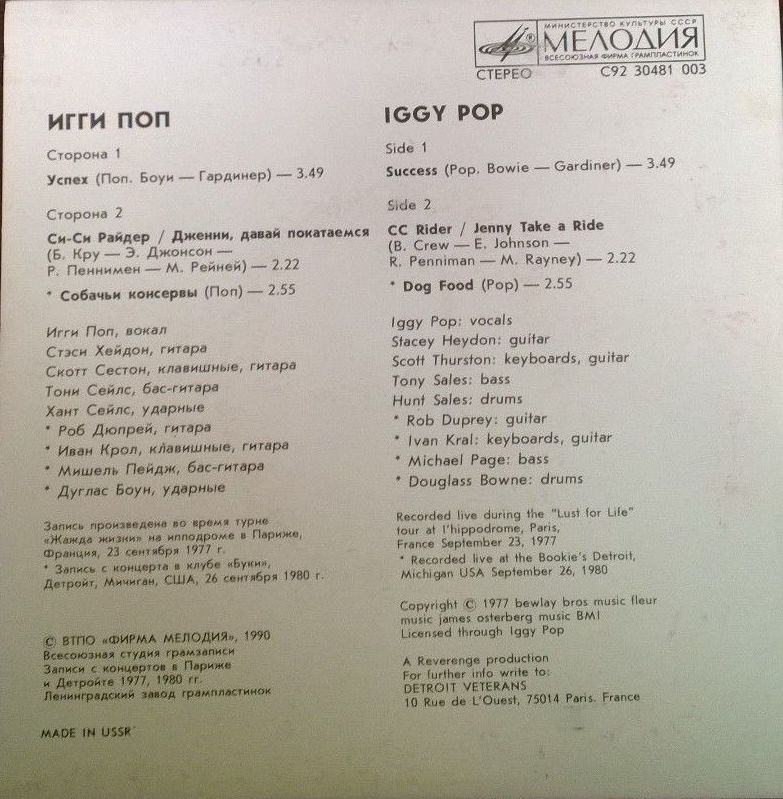 МИНИСТЕРСТВО КУЛЬТУРЫ СССР
МЕЛОДИЯ
ВСЕСОЮЗНАЯ ФИРМА ГРАМПЛАСТИНОК
СТЕРЕО С92 30481 003
ИГГИ ПОП
Сторона 1
Успех (Поп. Боуи — Гардинер) — 3.49
Сторона 2
Си-Си Райдер / Дженни, давай покатаемся
(Б. Кру — Э. Джонсон —
Р. Пеннимен — М. Рейней) — 2.22
* Собачьи консервы (Поп) — 2.55
Игги Поп, вокал
Стэси Хейдон, гитара
Скотт Сестон, клавишные, гитара
Тони Сейлс, бас-гитара
Хант Сейлс, ударные
* Роб Дюпрей, гитара
* Иван Крол, клавишные, гитара
* Мишель Пейдж, бас-гитара
* Дуглас Боун, ударные
Запись произведена во время турне
«Жажда жизни» на ипподроме в Париже,
Франция, 23 сентября 1977 г.
* Запись с концерта в клубе «Буки»,
Детройт, Мичиган, США, 26 сентября 1980 г.
© ВТПО «ФИРМА МЕЛОДИЯ», 1990
Всесоюзная студия грамзаписи
Записи с концертов в Париже
и Детройте 1977, 1980 гг.
Ленинградский завод грампластинок
MADE IN USSR
IGGY POP
Side 1
Success (Pop. Bowie — Gardiner) — 3.49
Side 2
CC Rider / Jenny Take a Ride
(B. Crew — E. Johnson —
R. Penniman — M. Rayney) — 2.22
* Dog Food (Pop) — 2.55
Iggy Pop: vocals
Stacey Heydon: guitar
Scott Thurston: keyboards, guitar
Tony Sales: bass
Hunt Sales: drums
* Rob Duprey: guitar
* Ivan Kral: keyboards, guitar
* Michael Page: bass
* Douglass Bowne: drums
Recorded live during the "Lust for Life"
tour at l'hippodrome, Paris,
France September 23, 1977
* Recorded live at the Bookie's Detroit,
Michigan USA September 26, 1980
Copyright © 1977 bewlay bros music fleur
music james osterberg music BMI
Licensed through Iggy Pop
A Revenge production
For further info write to:
DETROIT VETERANS
10 Rue de L'Ouest, 75014 Paris. France